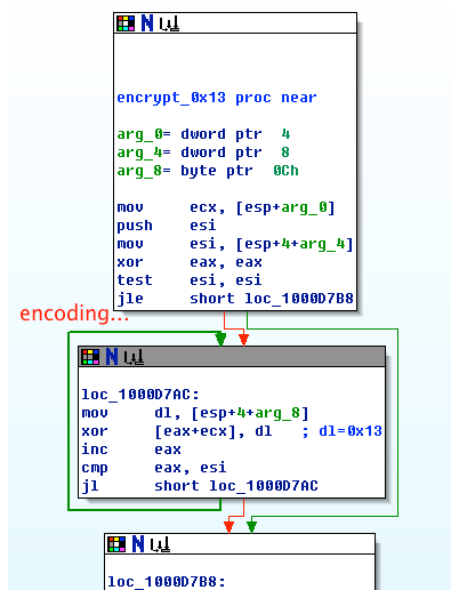 encrypt_0x13 proc near
arg_0= dword ptr  4
arg_4= dword ptr  8
arg_8= byte ptr  0Ch
mov     ecx, [esp+arg_0]
push    esi
mov     esi, [esp+4+arg_4]
xor     eax, eax
test    esi, esi
jle     short loc_1000D7B8
encoding...
loc_1000D7AC:
mov     dl, [esp+4+arg_8]
xor     [eax+ecx], dl   ; dl=0x13
inc     eax
cmp     eax, esi
jl      short loc_1000D7AC
loc_1000D7B8: